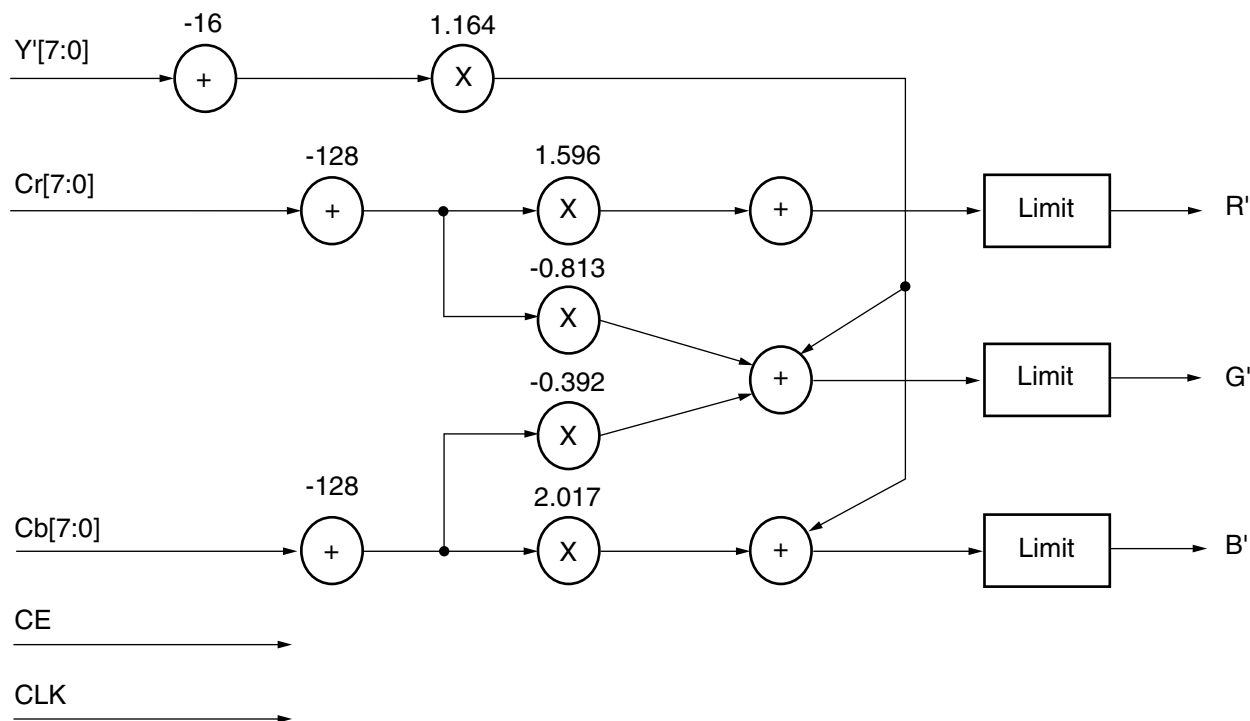 -16 1.164
Y'[7:0] + X
-128 1.596
Cr[7:0] + X + Limit R'
-0.813
X
+ Limit G'
-0.392
X
-128 2.017
Cb[7:0] + X + Limit B'
CE
CLK